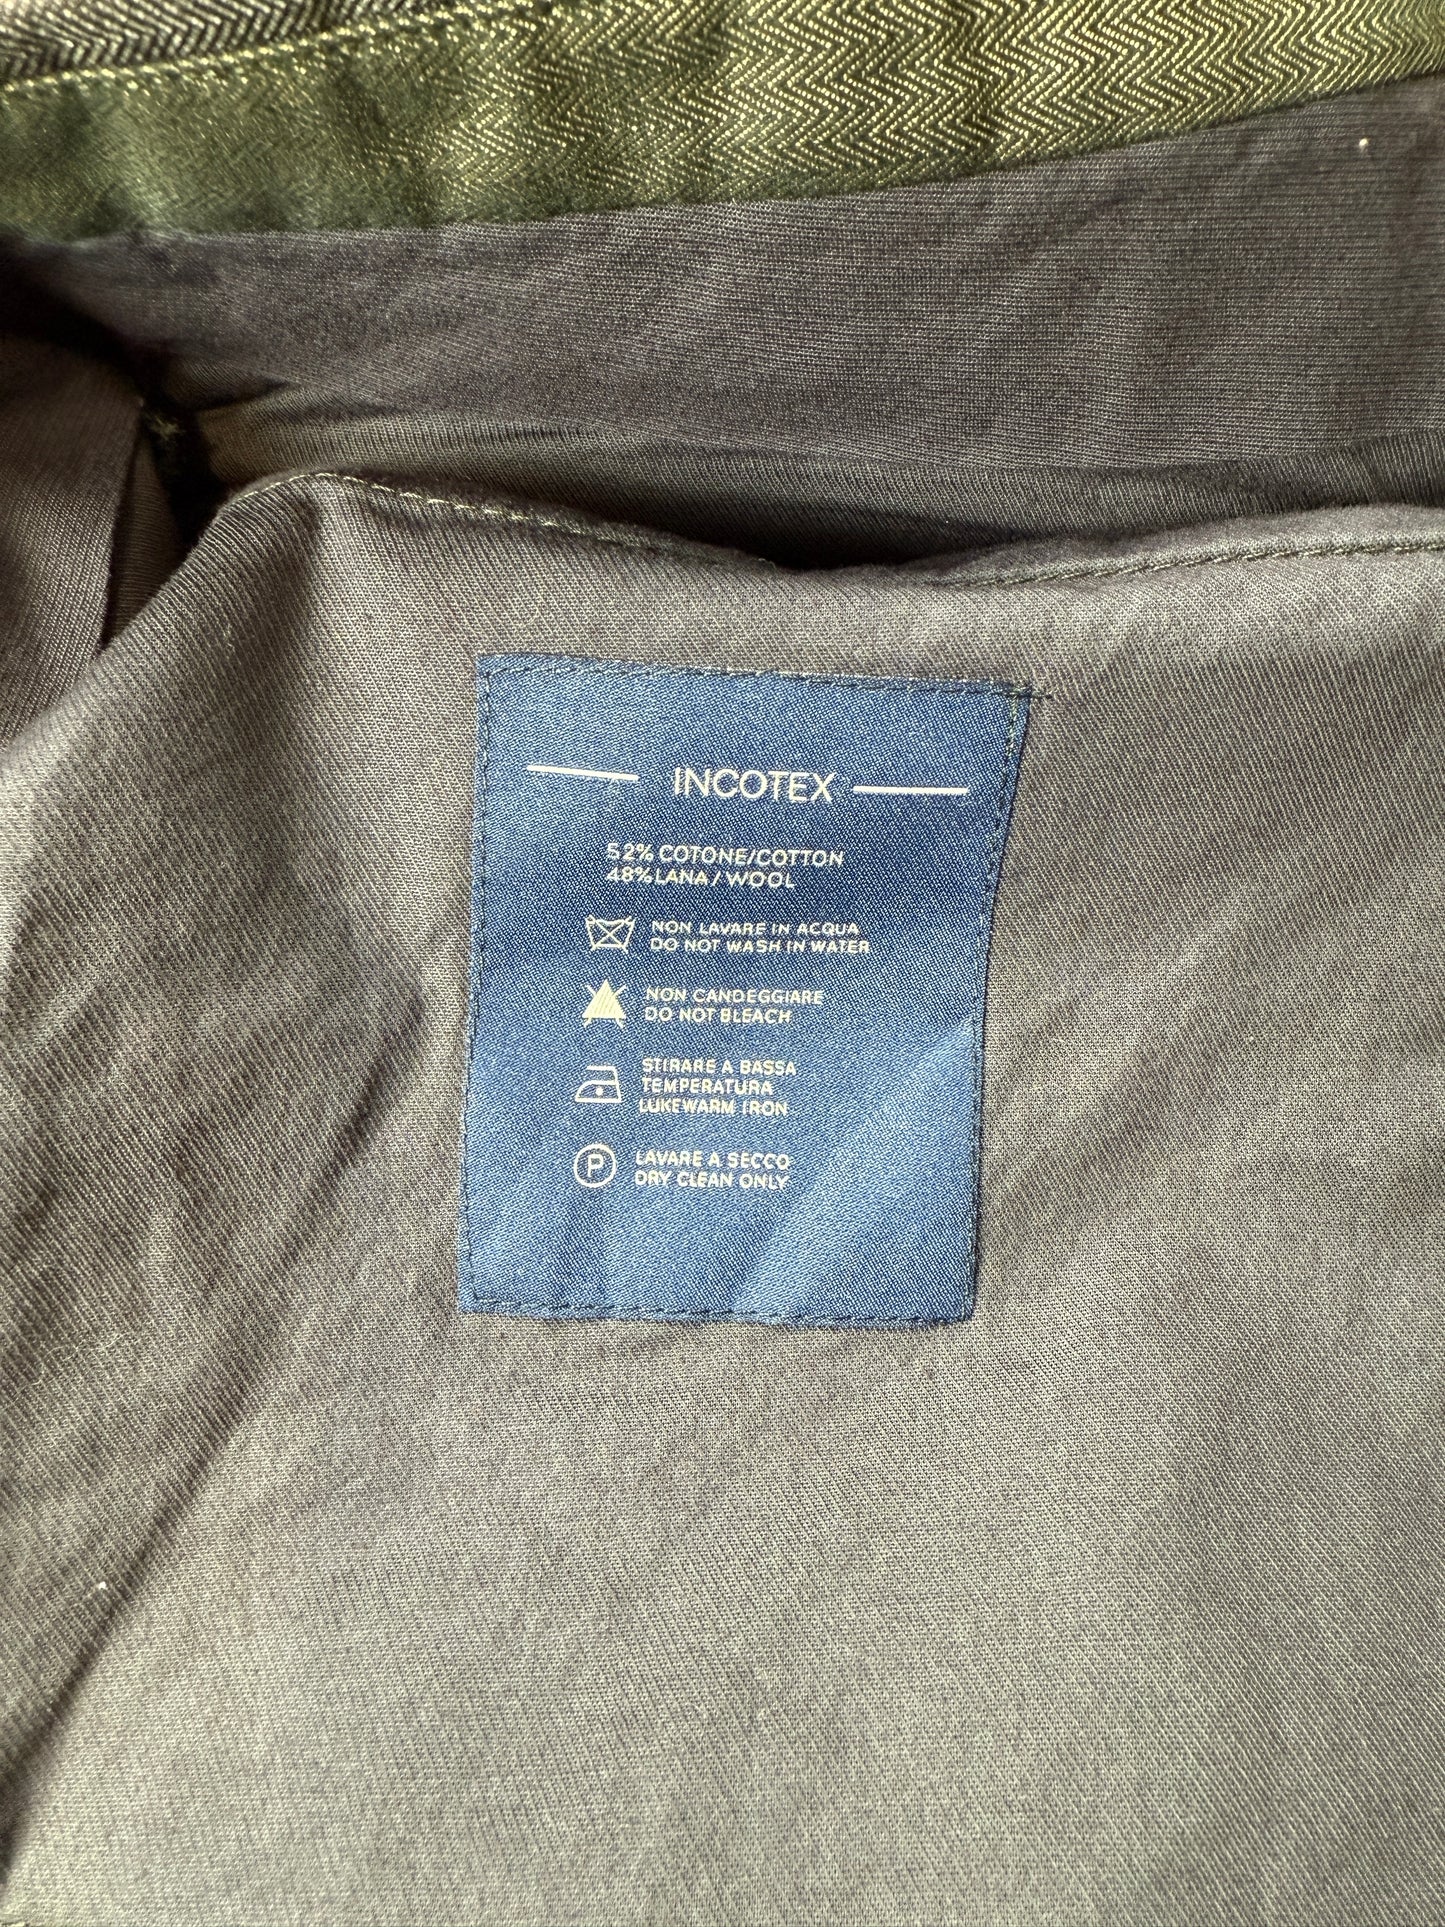 INCOTEX
52% COTONE/COTTON
48% LANA/WOOL
NON LAVARE IN ACQUA
DO NOT WASH IN WATER
NON CANDEGGIARE
DO NOT BLEACH
STIRARE A BASSA
TEMPERATURA
LUKEWARM IRON
P
LAVARE A SECCO
DRY CLEAN ONLY